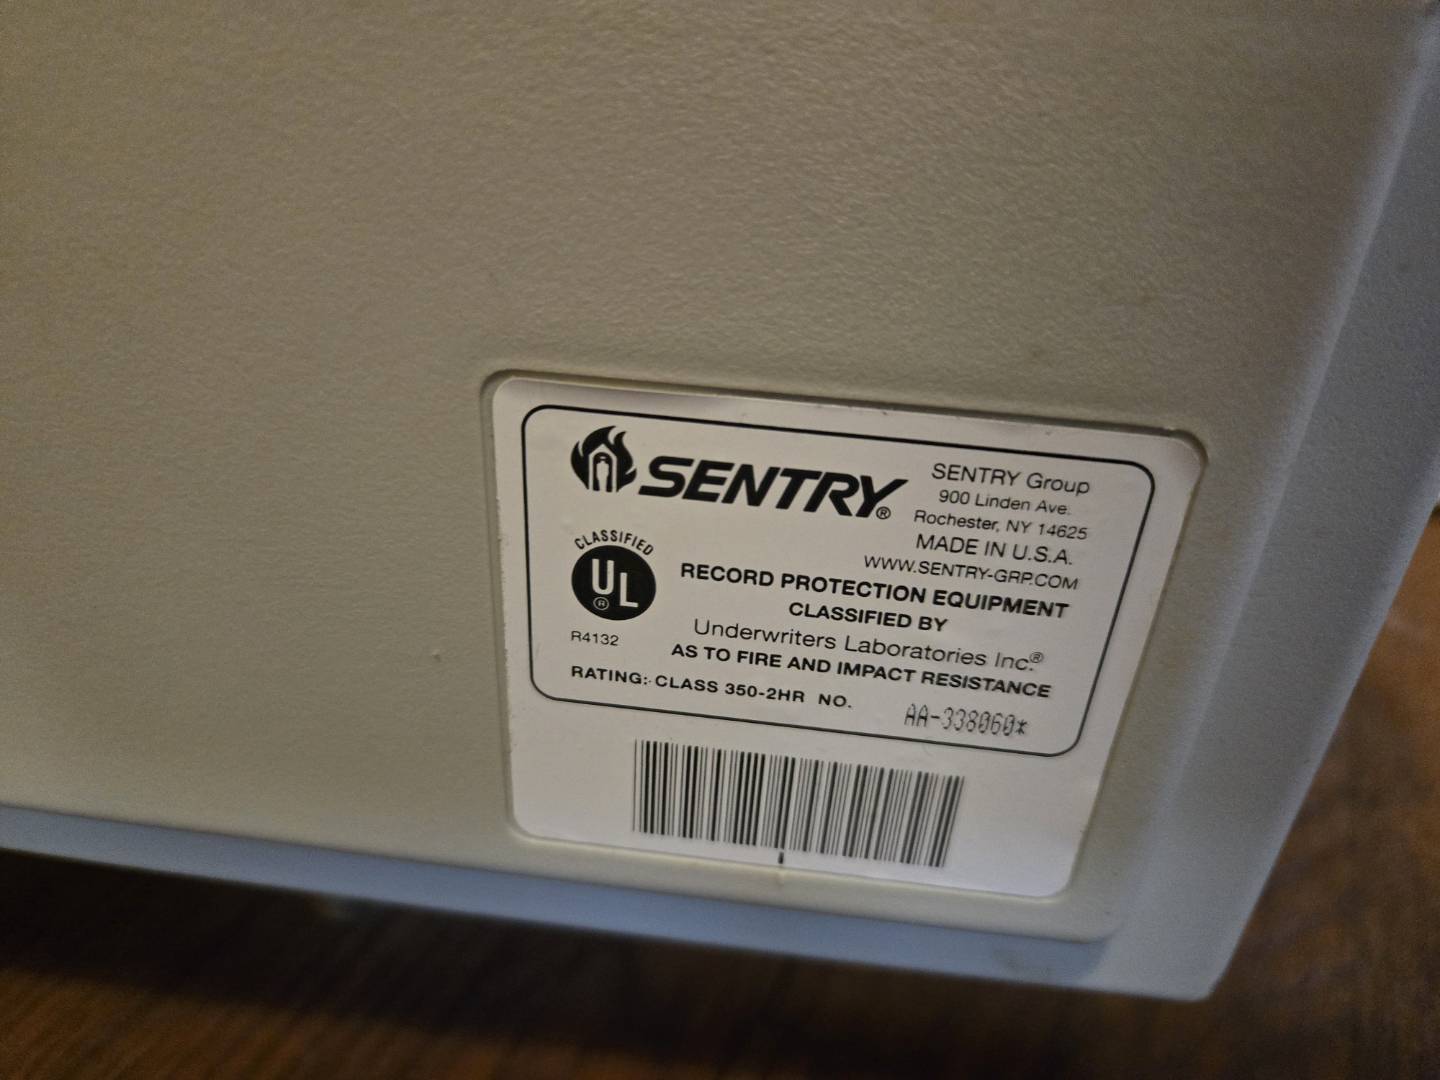 SENTRY®
SENTRY Group
900 Linden Ave.
Rochester, NY 14625
MADE IN U.S.A.
WWW.SENTRY-GRP.COM
CLASSIFIED
UL®
R4132
RECORD PROTECTION EQUIPMENT
CLASSIFIED BY
Underwriters Laboratories Inc.®
AS TO FIRE AND IMPACT RESISTANCE
RATING: CLASS 350-2HR NO. AA-338060*